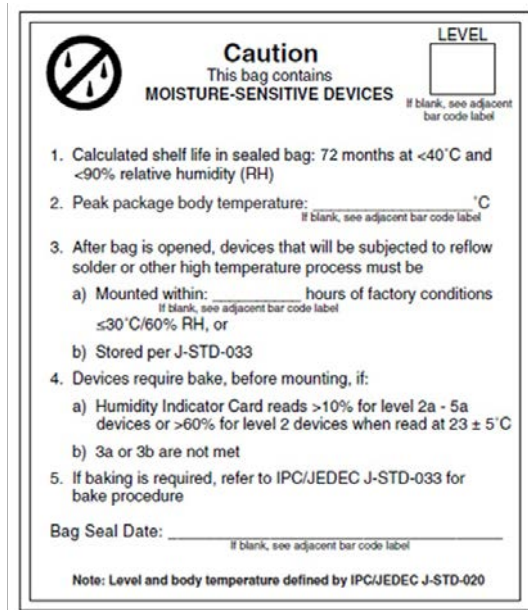 LEVEL
Caution
This bag contains
MOISTURE-SENSITIVE DEVICES
If blank, see adjacent
bar code label
1. Calculated shelf life in sealed bag: 72 months at <40˚C and
<90% relative humidity (RH)
2. Peak package body temperature: ____________________˚C
If blank, see adjacent bar code label
3. After bag is opened, devices that will be subjected to reflow
solder or other high temperature process must be
a) Mounted within: __________ hours of factory conditions
If blank, see adjacent bar code label
≤30˚C/60% RH, or
b) Stored per J-STD-033
4. Devices require bake, before mounting, if:
a) Humidity Indicator Card reads >10% for level 2a - 5a
devices or >60% for level 2 devices when read at 23 ± 5˚C
b) 3a or 3b are not met
5. If baking is required, refer to IPC/JEDEC J-STD-033 for
bake procedure
Bag Seal Date: ______________________________
If blank, see adjacent bar code label
Note: Level and body temperature defined by IPC/JEDEC J-STD-020